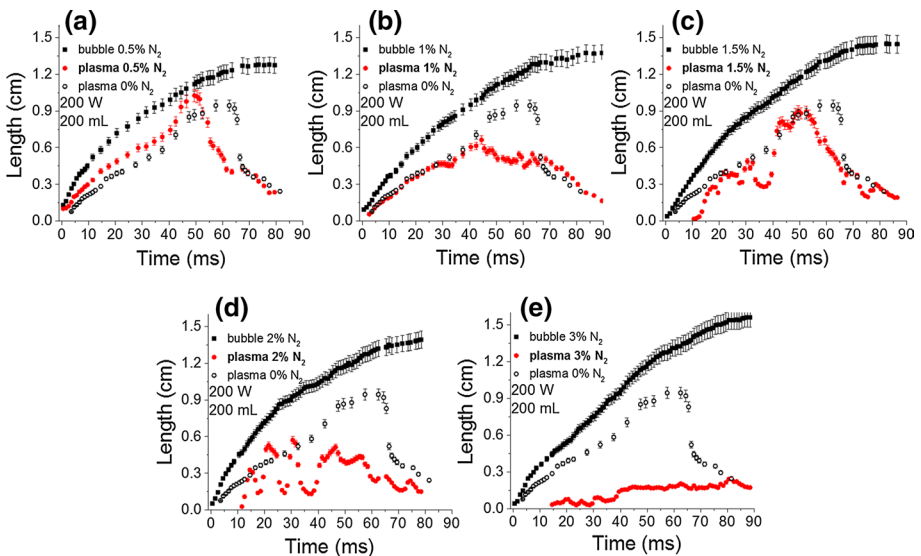 (a)
1.5
1.2
0.9
0.6
0.3
0.0
Length (cm)
bubble 0.5% N2
plasma 0.5% N2
plasma 0% N2
200 W
200 mL
0 10 20 30 40 50 60 70 80 90
Time (ms)
(b)
1.5
1.2
0.9
0.6
0.3
0.0
Length (cm)
bubble 1% N2
plasma 1% N2
plasma 0% N2
200 W
200 mL
0 10 20 30 40 50 60 70 80 90
Time (ms)
(c)
1.5
1.2
0.9
0.6
0.3
0.0
Length (cm)
bubble 1.5% N2
plasma 1.5% N2
plasma 0% N2
200 W
200 mL
0 10 20 30 40 50 60 70 80 90
Time (ms)
(d)
1.5
1.2
0.9
0.6
0.3
0.0
Length (cm)
bubble 2% N2
plasma 2% N2
plasma 0% N2
200 W
200 mL
0 10 20 30 40 50 60 70 80 90
Time (ms)
(e)
1.5
1.2
0.9
0.6
0.3
0.0
Length (cm)
bubble 3% N2
plasma 3% N2
plasma 0% N2
200 W
200 mL
0 10 20 30 40 50 60 70 80 90
Time (ms)